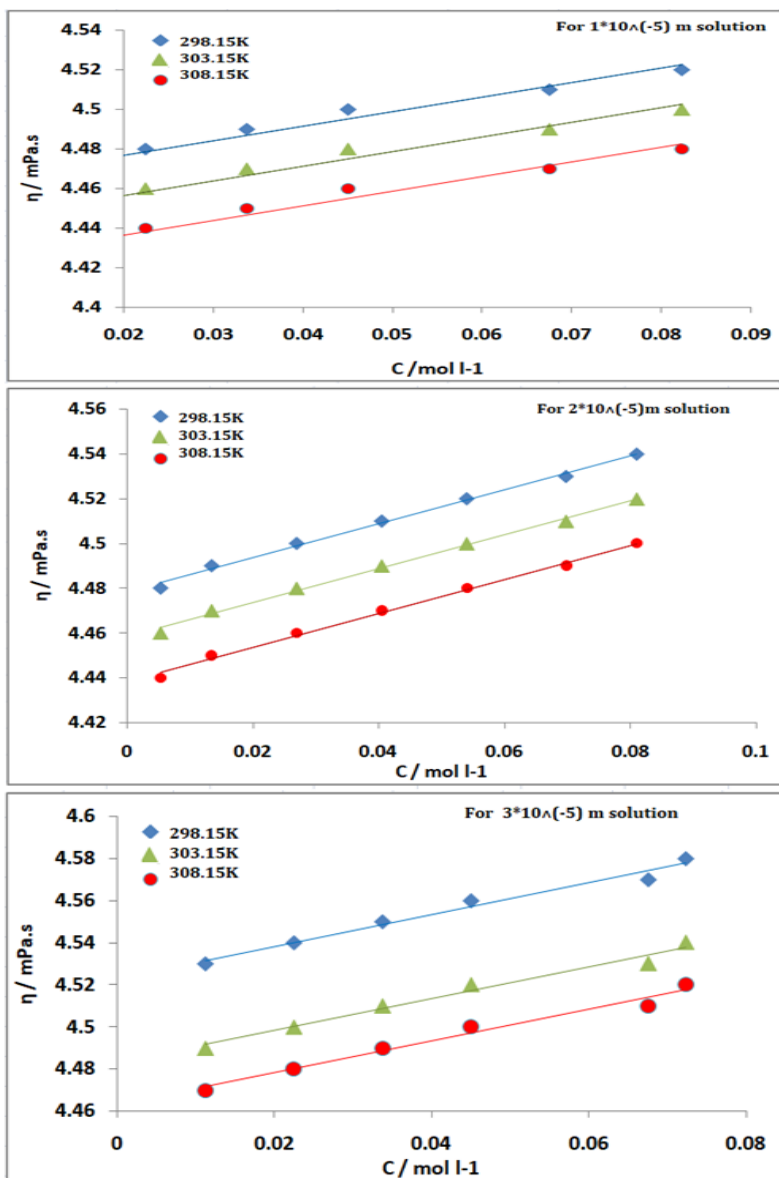 For 1*10^(-5) m solution
298.15K
303.15K
308.15K
4.54
4.52
4.5
4.48
4.46
4.44
4.42
4.4
η / mPa.s
0.02 0.03 0.04 0.05 0.06 0.07 0.08 0.09
C /mol l-1
For 2*10^(-5)m solution
298.15K
303.15K
308.15K
4.56
4.54
4.52
4.5
4.48
4.46
4.44
4.42
η / mPa.s
0 0.02 0.04 0.06 0.08 0.1
C / mol l-1
For 3*10^(-5) m solution
298.15K
303.15K
308.15K
4.6
4.58
4.56
4.54
4.52
4.5
4.48
4.46
η / mPa.s
0 0.02 0.04 0.06 0.08
C / mol l-1